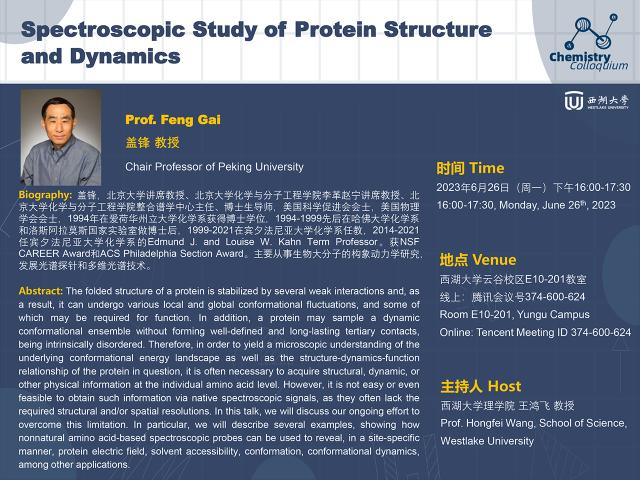 Spectroscopic Study of Protein Structure
and Dynamics
Chemistry
Colloquium
西湖大学
WESTLAKE UNIVERSITY
Prof. Feng Gai
盖锋 教授
Chair Professor of Peking University
Biography: 盖锋，北京大学讲席教授、北京大学化学与分子工程学院李革赵宁讲席教授、北
京大学化学与分子工程学院整合谱学中心主任、博士生导师，美国科学促进会会士，美国物理
学会会士，1994年在爱荷华州立大学化学系获得博士学位，1994-1999先后在哈佛大学化学系
和洛斯阿拉莫斯国家实验室做博士后，1999-2021在宾夕法尼亚大学化学系任教，2014-2021
任宾夕法尼亚大学化学系的Edmund J. and Louise W. Kahn Term Professor。获NSF
CAREER Award和ACS Philadelphia Section Award。主要从事生物大分子的构象动力学研究，
发展光谱探针和多维光谱技术。
Abstract: The folded structure of a protein is stabilized by several weak interactions and, as
a result, it can undergo various local and global conformational fluctuations, and some of
which may be required for function. In addition, a protein may sample a dynamic
conformational ensemble without forming well-defined and long-lasting tertiary contacts,
being intrinsically disordered. Therefore, in order to yield a microscopic understanding of the
underlying conformational energy landscape as well as the structure-dynamics-function
relationship of the protein in question, it is often necessary to acquire structural, dynamic, or
other physical information at the individual amino acid level. However, it is not easy or even
feasible to obtain such information via native spectroscopic signals, as they often lack the
required structural and/or spatial resolutions. In this talk, we will discuss our ongoing effort to
overcome this limitation. In particular, we will describe several examples, showing how
nonnatural amino acid-based spectroscopic probes can be used to reveal, in a site-specific
manner, protein electric field, solvent accessibility, conformation, conformational dynamics,
among other applications.
时间 Time
2023年6月26日（周一）下午16:00-17:30
16:00-17:30, Monday, June 26th, 2023
地点 Venue
西湖大学云谷校区E10-201教室
线上：腾讯会议号374-600-624
Room E10-201, Yungu Campus
Online: Tencent Meeting ID 374-600-624
主持人 Host
西湖大学理学院 王鸿飞 教授
Prof. Hongfei Wang, School of Science,
Westlake University